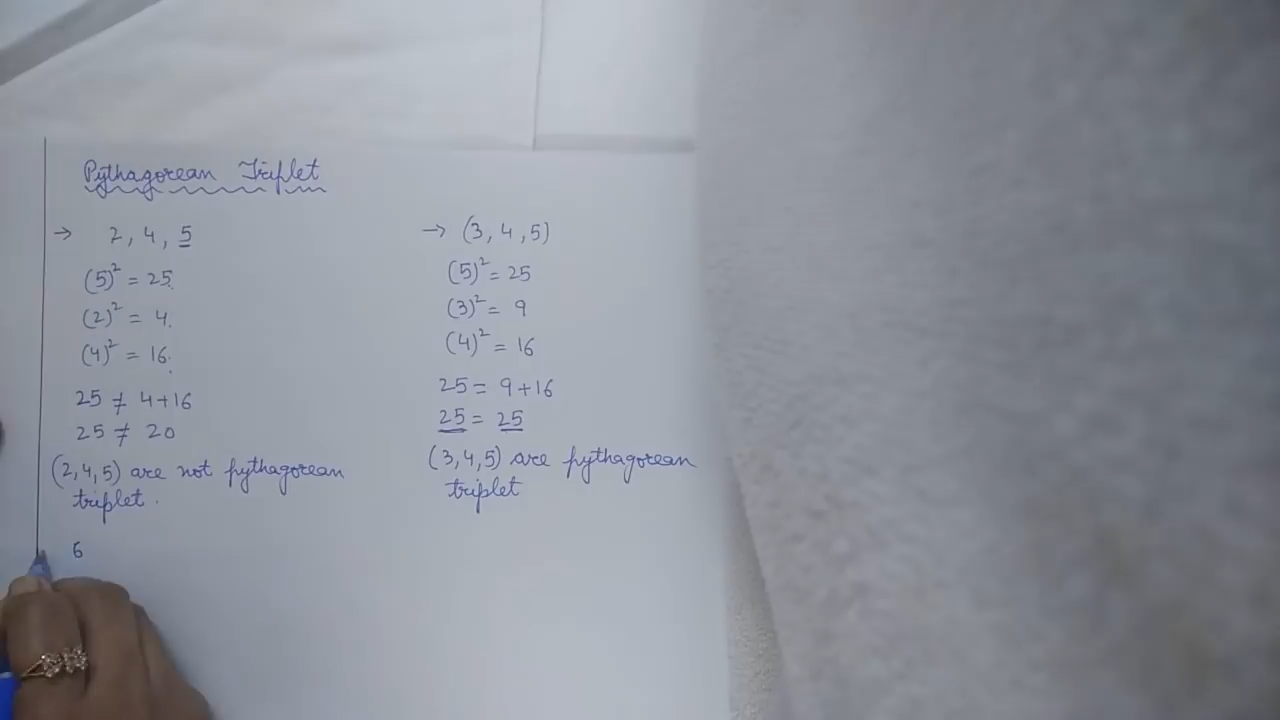 Pythagorean Triplet
→ 2, 4, 5
(5)² = 25
(2)² = 4
(4)² = 16
25 ≠ 4+16
25 ≠ 20
(2,4,5) are not pythagorean
triplet.
6
→ (3, 4, 5)
(5)² = 25
(3)² = 9
(4)² = 16
25 = 9+16
25 = 25
(3,4,5) are pythagorean
triplet